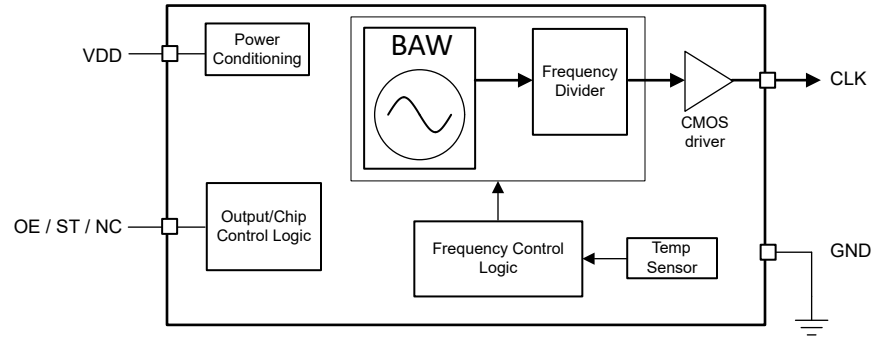 VDD
Power
Conditioning
BAW
Frequency
Divider
CMOS
driver
CLK
OE / ST / NC
Output/Chip
Control Logic
Frequency Control
Logic
Temp
Sensor
GND